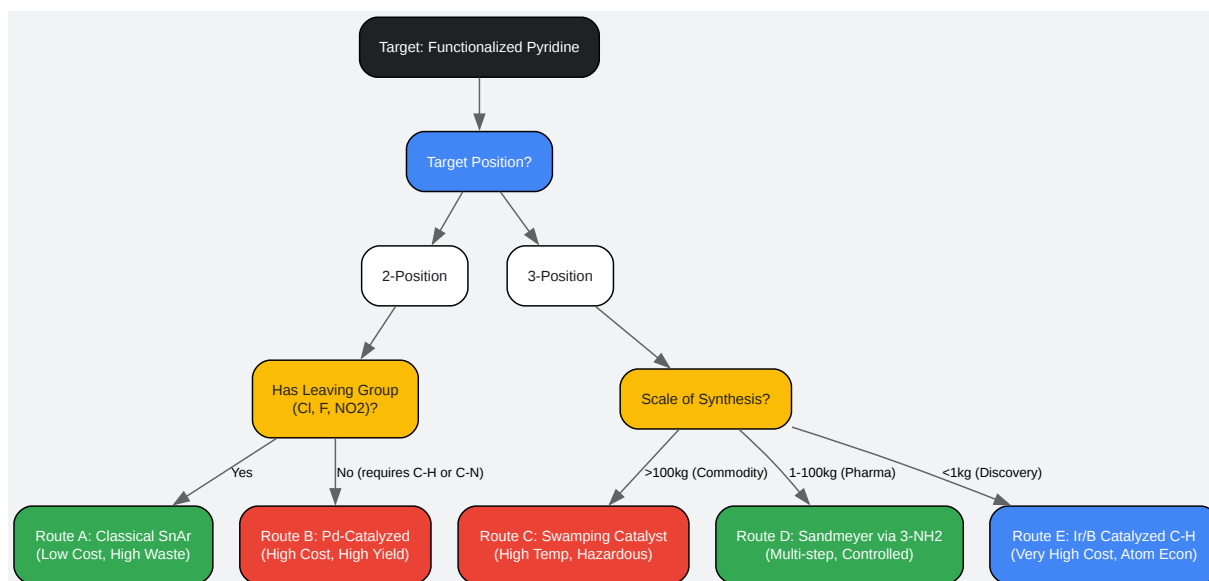 Target: Functionalized Pyridine
Target Position?
2-Position
3-Position
Has Leaving Group
(Cl, F, NO2)?
Scale of Synthesis?
Yes
No (requires C-H or C-N)
>100kg (Commodity)
1-100kg (Pharma)
<1kg (Discovery)
Route A: Classical SnAr
(Low Cost, High Waste)
Route B: Pd-Catalyzed
(High Cost, High Yield)
Route C: Swamping Catalyst
(High Temp, Hazardous)
Route D: Sandmeyer via 3-NH2
(Multi-step, Controlled)
Route E: Ir/B Catalyzed C-H
(Very High Cost, Atom Econ)